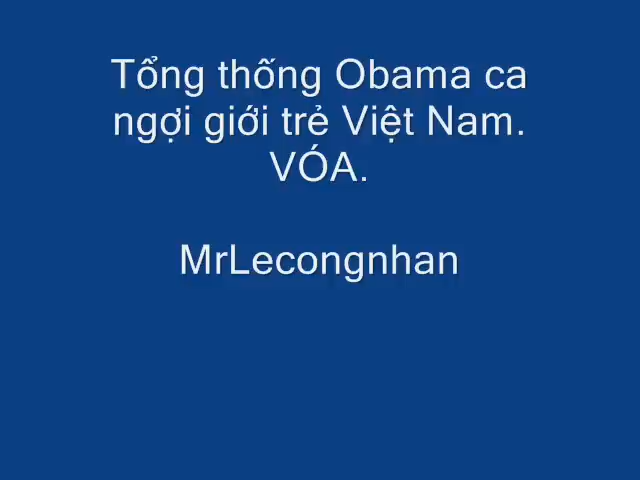 Tổng thống Obama ca
ngợi giới trẻ Việt Nam.
VÓA.
MrLecongnhan